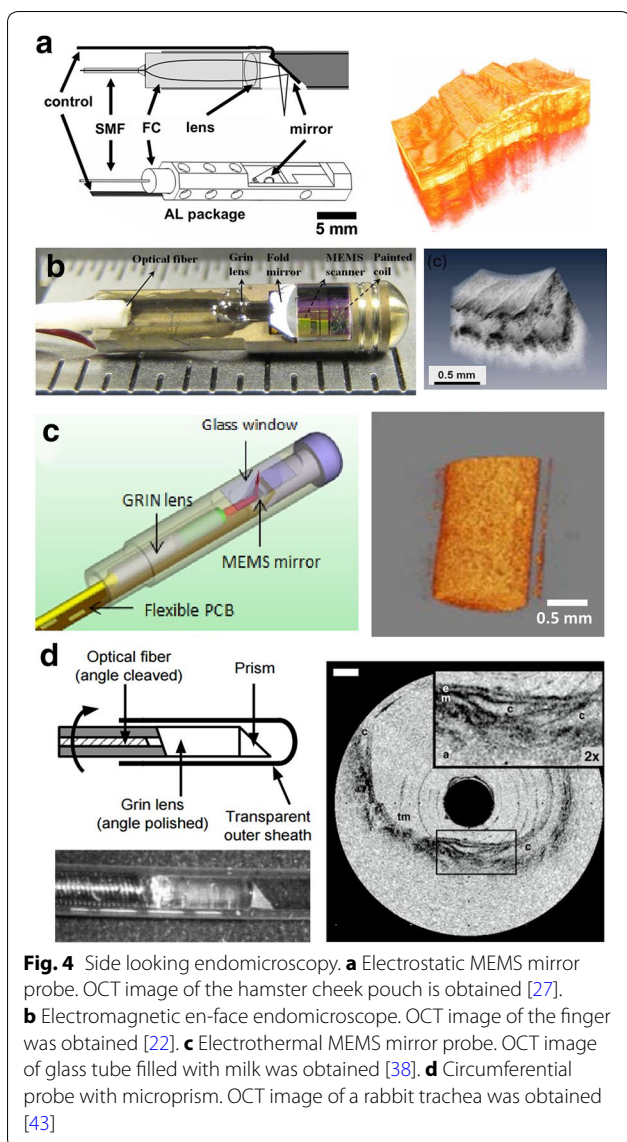 a
control
SMF
FC
lens
mirror
AL package
5 mm
b
Optical fiber
Grin
lens
Fold
mirror
MEMS
scanner
Painted
coil
(c)
0.5 mm
c
Glass window
GRIN lens
MEMS mirror
Flexible PCB
0.5 mm
d
Optical fiber
(angle cleaved)
Prism
Grin lens
(angle polished)
Transparent
outer sheath
e
m
c
c
a
2x
c
tm
c
Fig. 4 Side looking endomicroscopy. a Electrostatic MEMS mirror
probe. OCT image of the hamster cheek pouch is obtained [27].
b Electromagnetic en-face endomicroscope. OCT image of the finger
was obtained [22]. c Electrothermal MEMS mirror probe. OCT image
of glass tube filled with milk was obtained [38]. d Circumferential
probe with microprism. OCT image of a rabbit trachea was obtained
[43]